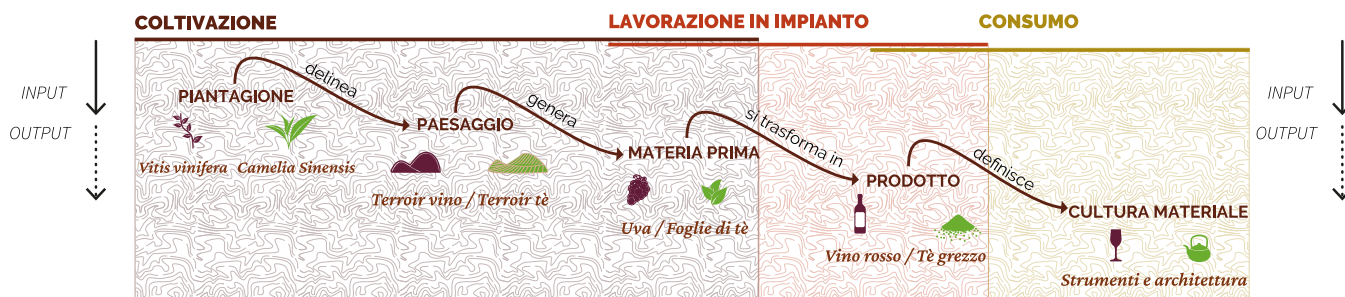 COLTIVAZIONE
LAVORAZIONE IN IMPIANTO
CONSUMO
INPUT
OUTPUT
PIANTAGIONE
Vitis vinifera Camelia Sinensis
delinea
PAESAGGIO
Terroir vino / Terroir tè
genera
MATERIA PRIMA
Uva / Foglie di tè
si trasforma in
PRODOTTO
Vino rosso / Tè grezzo
definisce
CULTURA MATERIALE
Strumenti e architettura
INPUT
OUTPUT